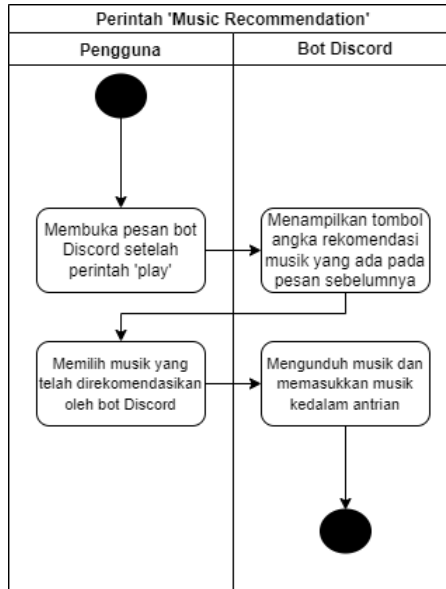 Perintah 'Music Recommendation'
Pengguna
Bot Discord
Membuka pesan bot
Discord setelah
perintah 'play'
Menampilkan tombol
angka rekomendasi
musik yang ada pada
pesan sebelumnya
Memilih musik yang
telah direkomendasikan
oleh bot Discord
Mengunduh musik dan
memasukkan musik
kedalam antrian